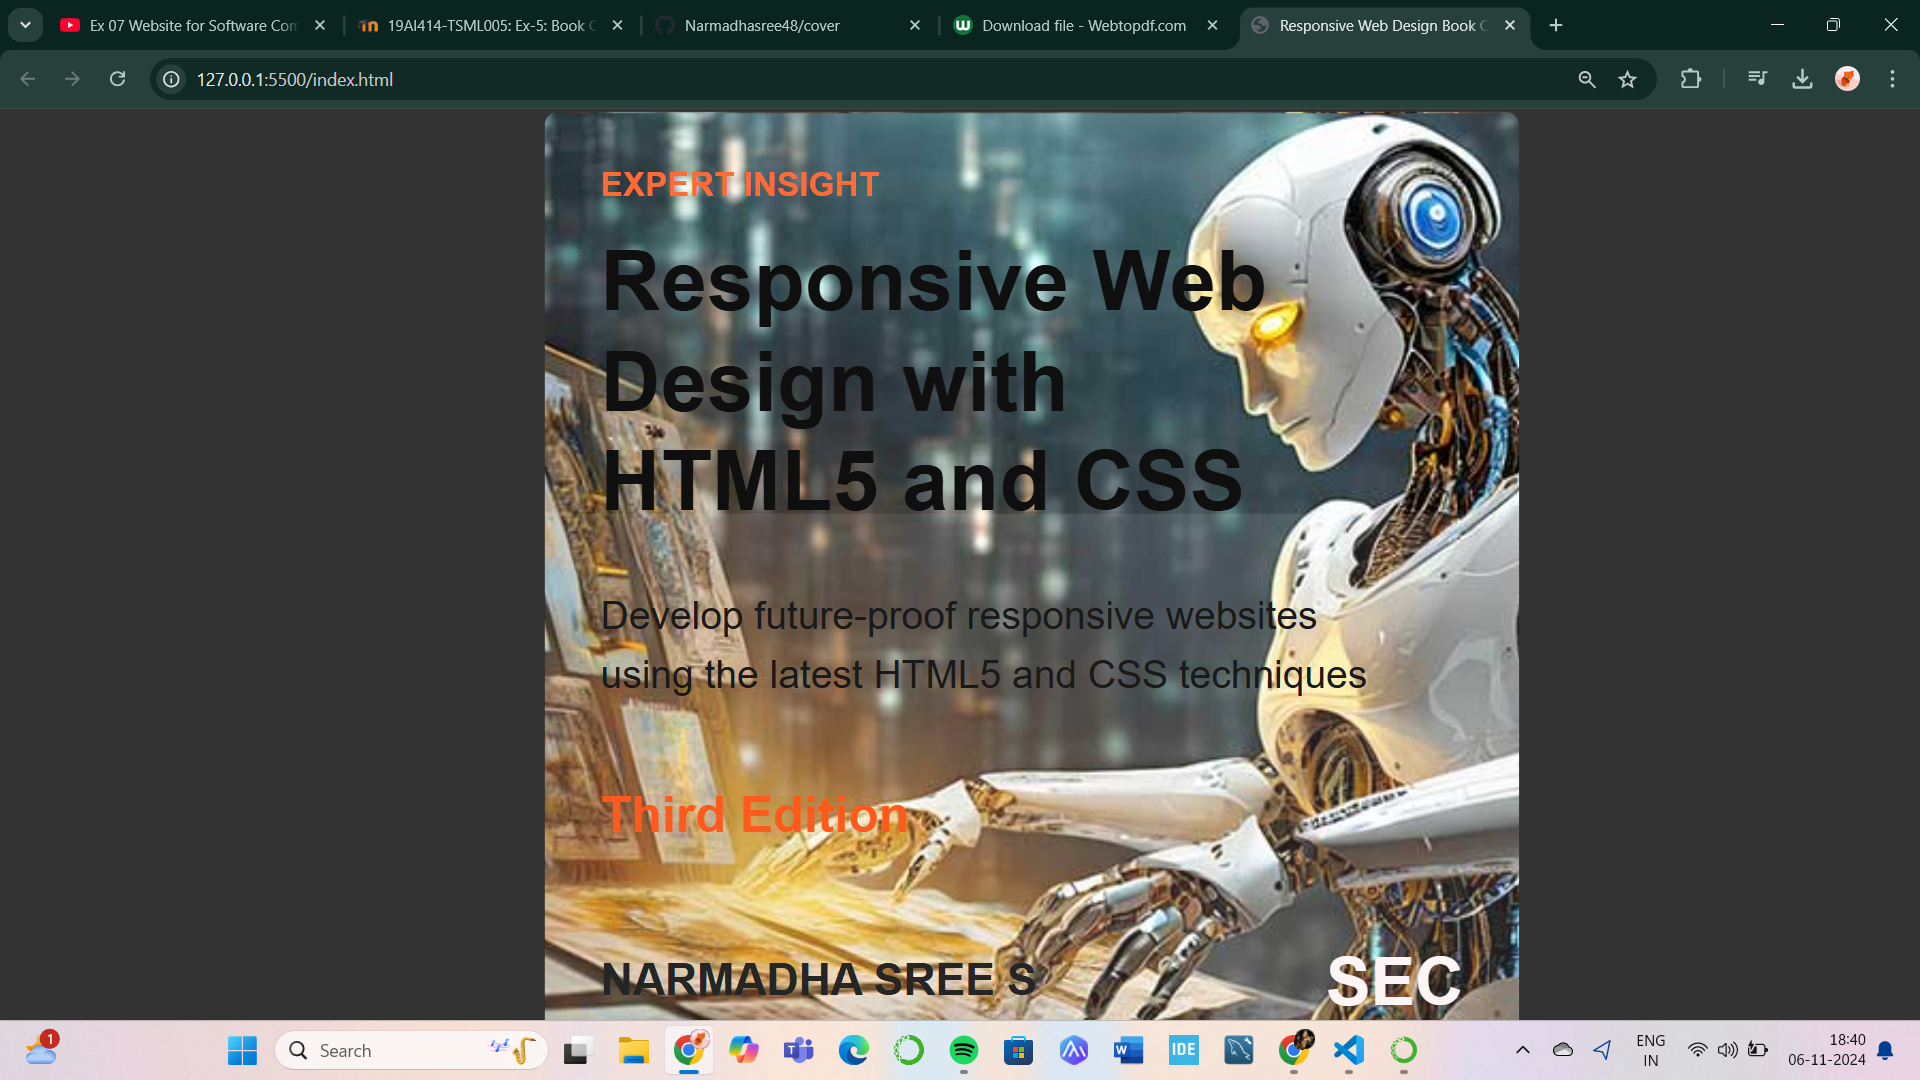 Ex 07 Website for Software Com
19AI414-TSML005: Ex-5: Book C
Narmadhasree48/cover
Download file - Webtopdf.com
Responsive Web Design Book C
127.0.0.1:5500/index.html
EXPERT INSIGHT
Responsive Web
Design with
HTML5 and CSS
Develop future-proof responsive websites
using the latest HTML5 and CSS techniques
Third Edition
NARMADHA SREE S
SEC
1
Search
IDE
ENG
IN
18:40
06-11-2024